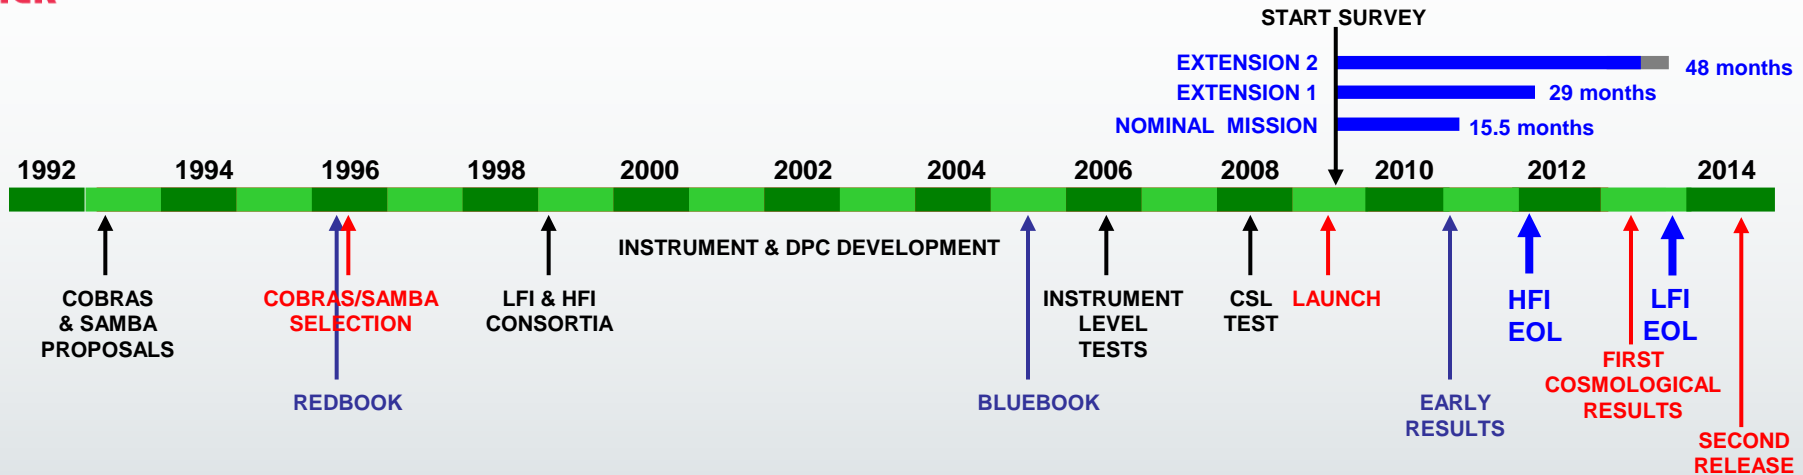 START SURVEY
EXTENSION 2
48 months
EXTENSION 1
29 months
NOMINAL MISSION
15.5 months
1992
1994
1996
1998
2000
2002
2004
2006
2008
2010
2012
2014
COBRAS
& SAMBA
PROPOSALS
COBRAS/SAMBA
SELECTION
REDBOOK
LFI & HFI
CONSORTIA
INSTRUMENT & DPC DEVELOPMENT
BLUEBOOK
INSTRUMENT
LEVEL
TESTS
CSL
TEST
LAUNCH
EARLY
RESULTS
HFI
EOL
FIRST
COSMOLOGICAL
RESULTS
LFI
EOL
SECOND
RELEASE